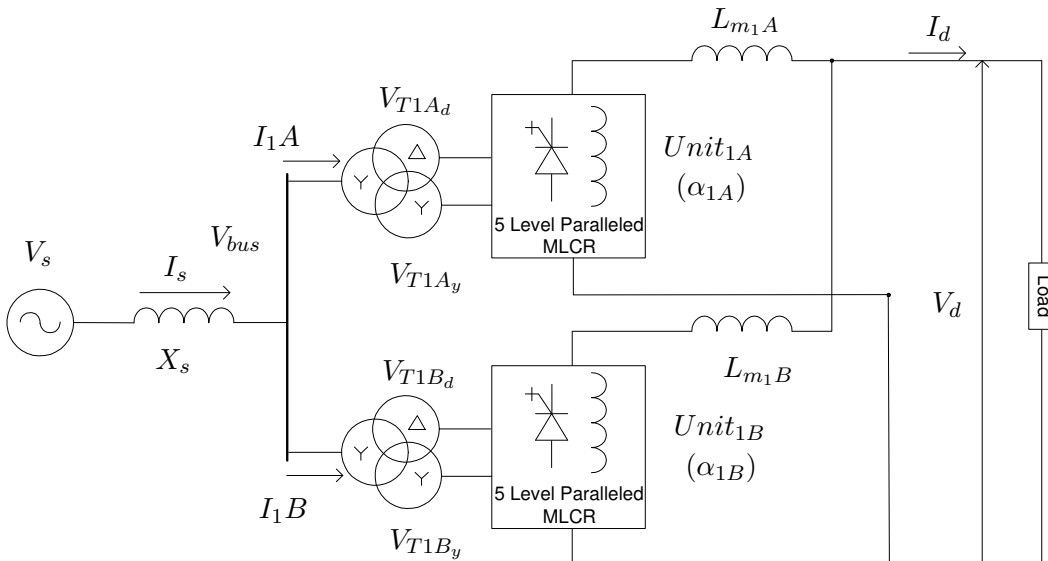 L_{m_1A}
I_d
V_{T1A_d}
I_1A
Unit_{1A}
(α_{1A})
△
Y
Y
5 Level Paralleled
MLCR
V_{bus}
V_s
I_s
V_{T1A_y}
Load
V_d
X_s
L_{m_1B}
V_{T1B_d}
Unit_{1B}
(α_{1B})
△
Y
Y
5 Level Paralleled
MLCR
I_1B
V_{T1B_y}